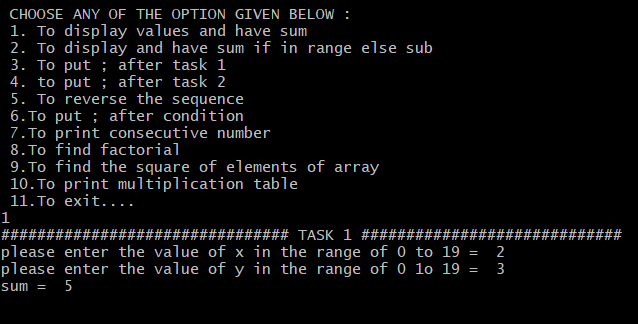 CHOOSE ANY OF THE OPTION GIVEN BELOW :
1. To display values and have sum
2. To display and have sum if in range else sub
3. To put ; after task 1
4. to put ; after task 2
5. To reverse the sequence
6.To put ; after condition
7.To print consecutive number
8.To find factorial
9.To find the square of elements of array
10.To print multiplication table
11.To exit....
1
################################ TASK 1 #############################
please enter the value of x in the range of 0 to 19 =  2
please enter the value of y in the range of 0 1o 19 =  3
sum =  5